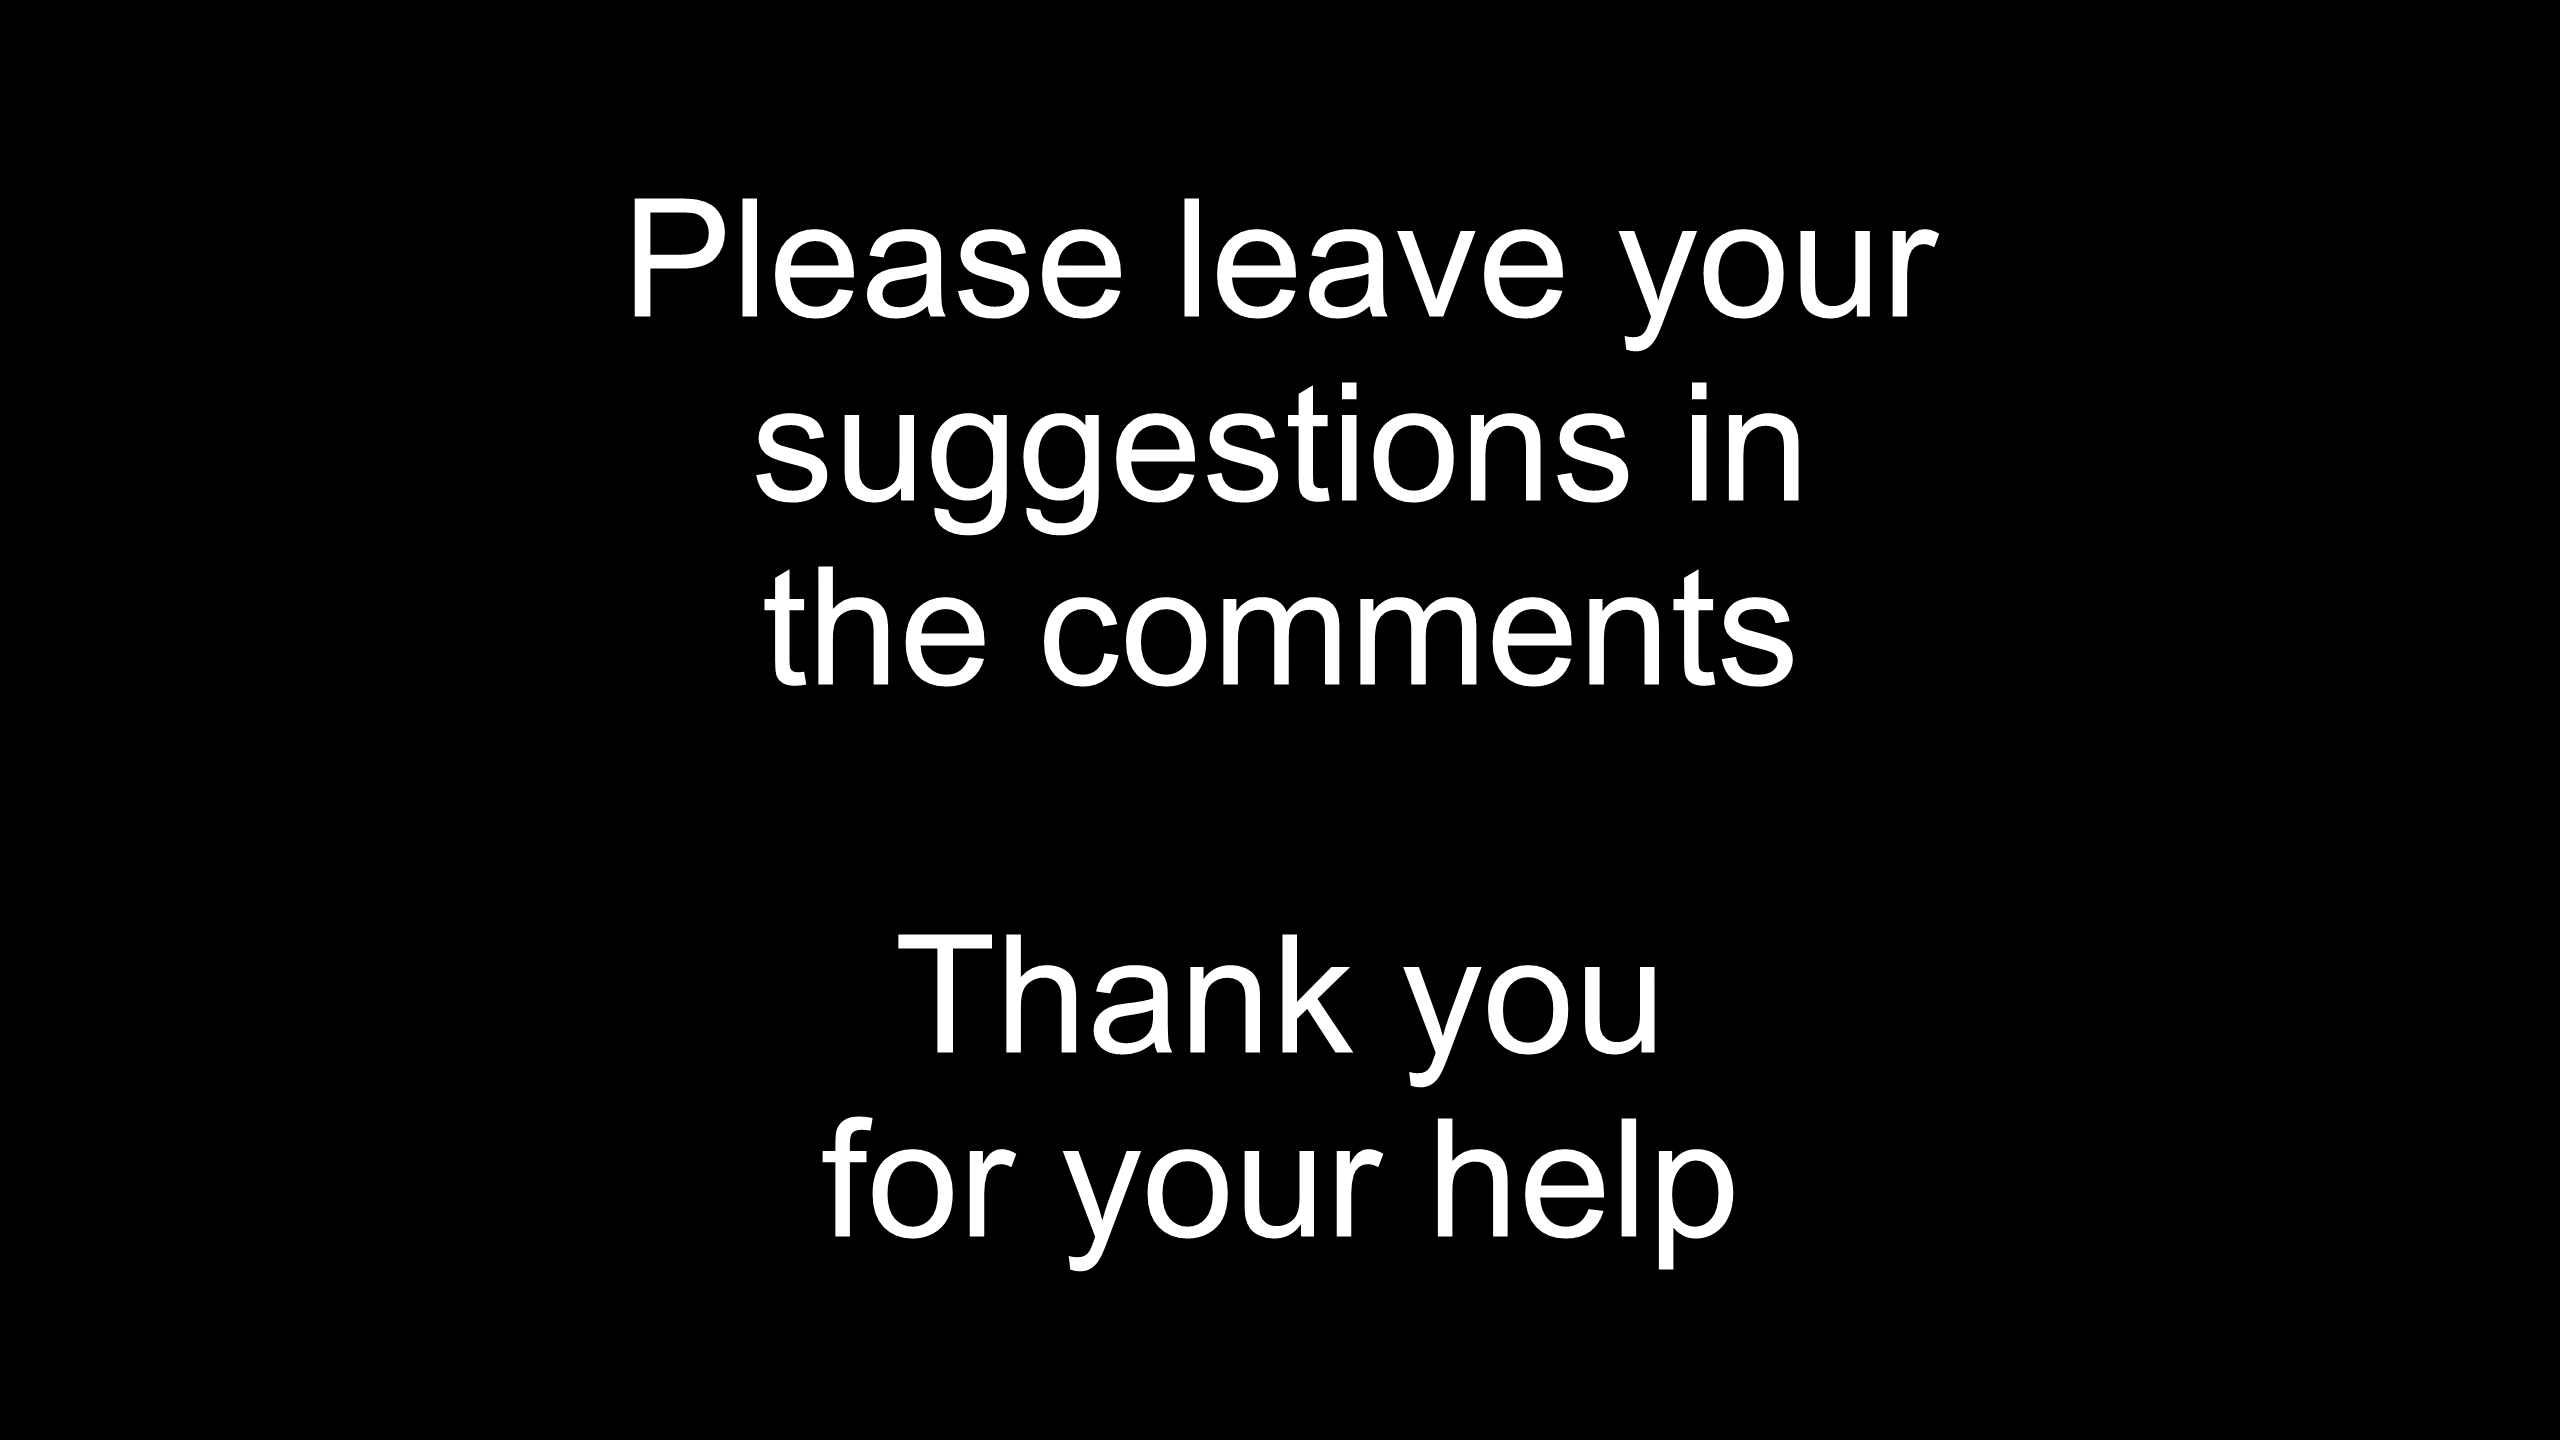 Please leave your
suggestions in
the comments
Thank you
for your help